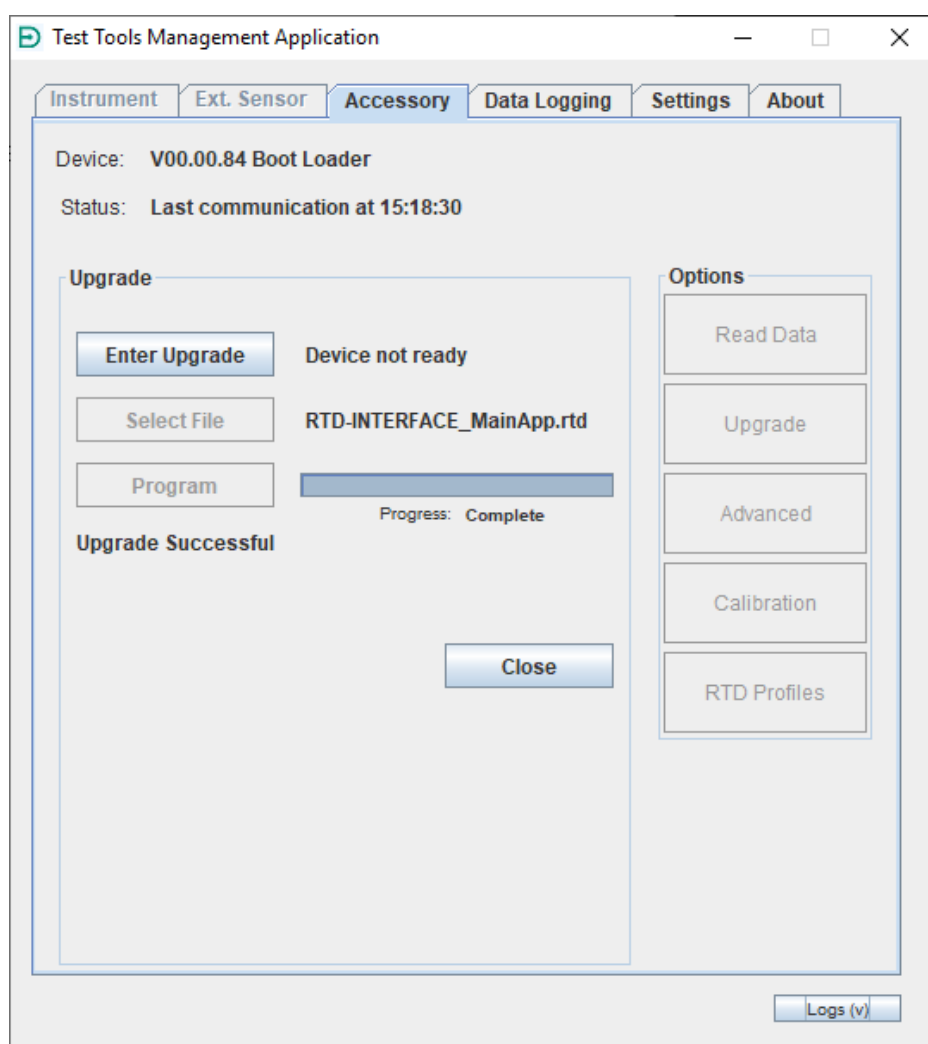 Test Tools Management Application
Instrument Ext. Sensor Accessory Data Logging Settings About
Device: V00.00.84 Boot Loader
Status: Last communication at 15:18:30
Upgrade
Enter Upgrade Device not ready
Select File RTD-INTERFACE_MainApp.rtd
Program
Progress: Complete
Upgrade Successful
Close
Options
Read Data
Upgrade
Advanced
Calibration
RTD Profiles
Logs (v)